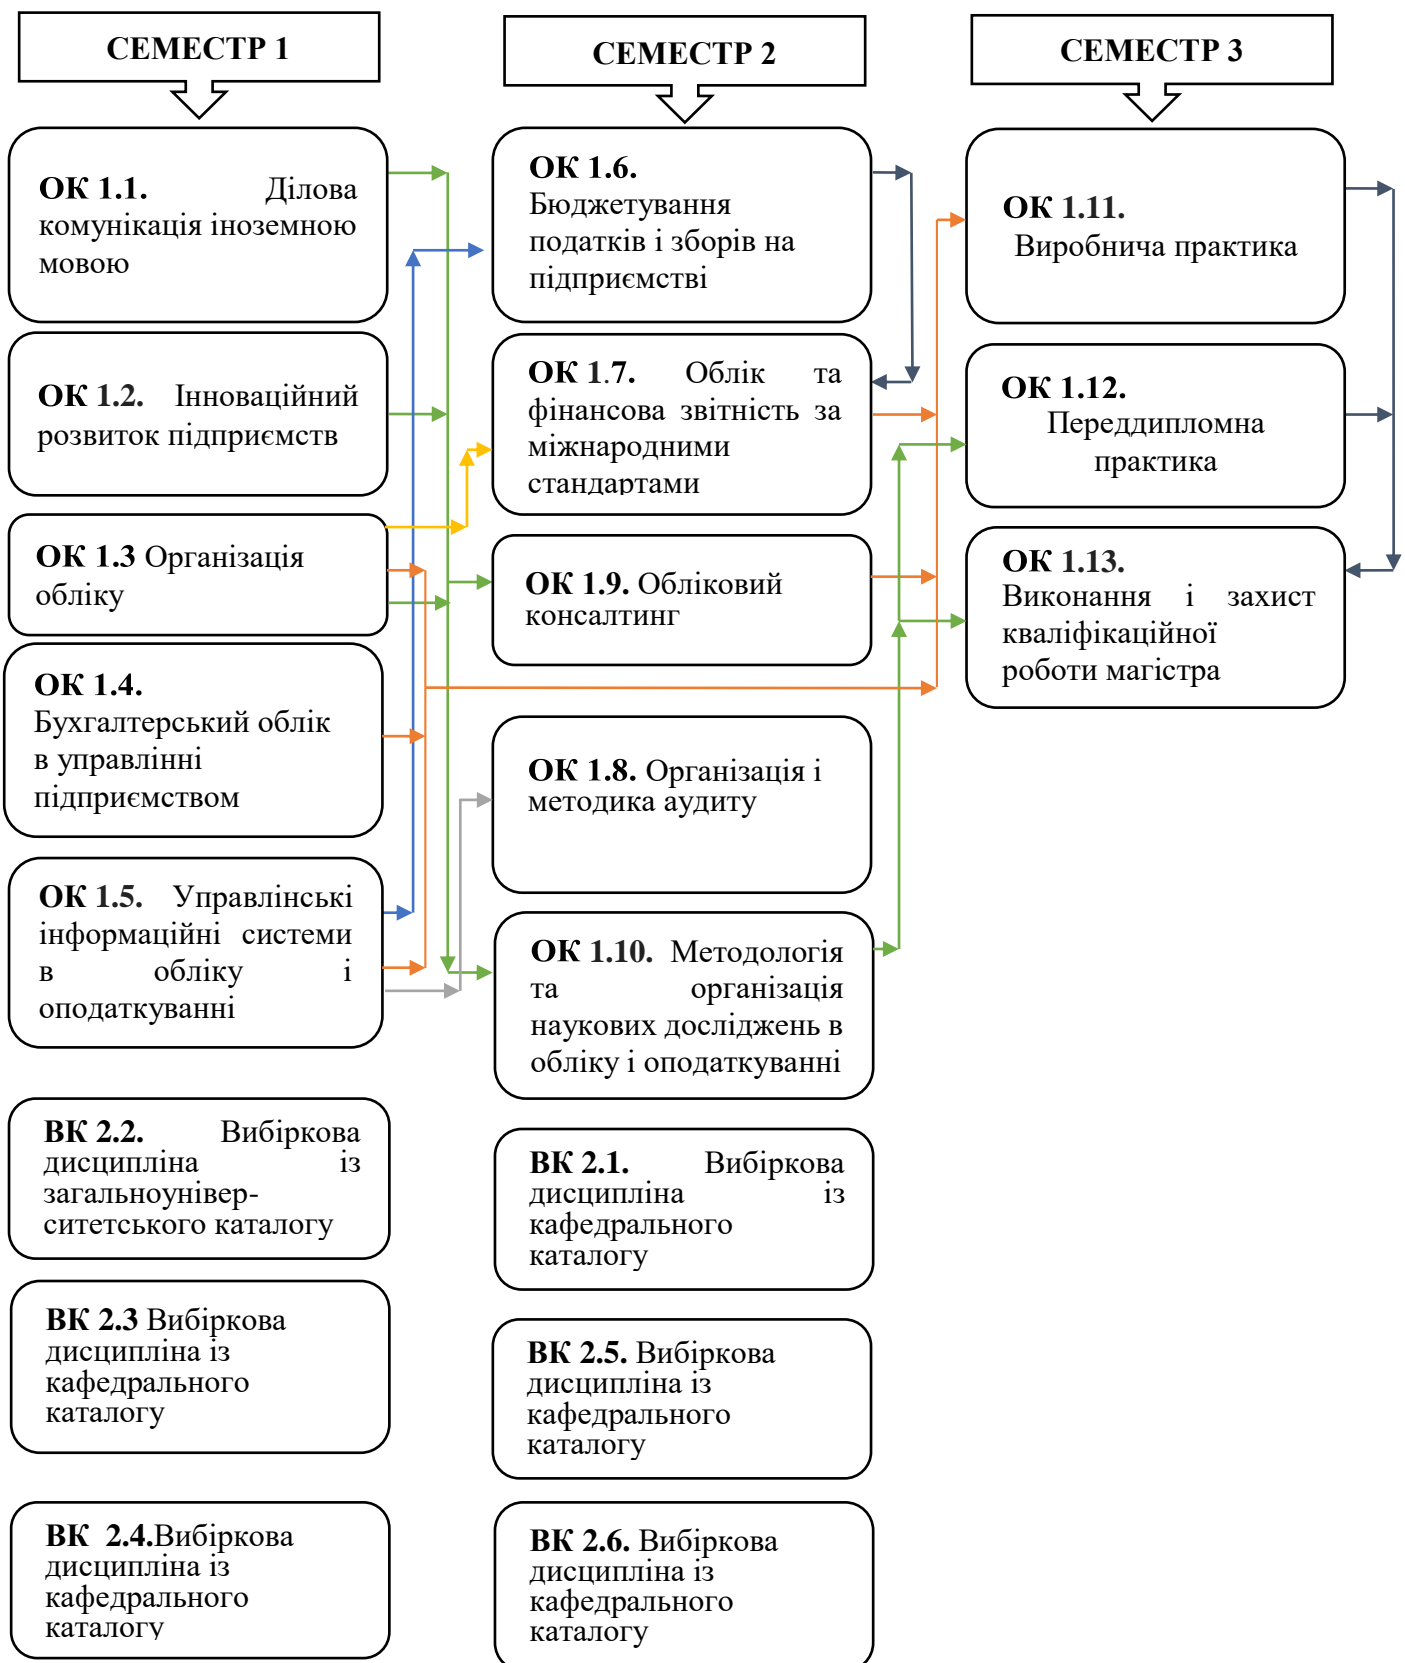 СЕМЕСТР 1
ОК 1.1. Ділова
комунікація іноземною
мовою
ОК 1.2. Інноваційний
розвиток підприємств
ОК 1.3 Організація
обліку
ОК 1.4.
Бухгалтерський облік
в управлінні
підприємством
ОК 1.5. Управлінські
інформаційні системи
в обліку і
оподаткуванні
ВК 2.2. Вибіркова
дисципліна із
загальноунівер-
ситетського каталогу
ВК 2.3 Вибіркова
дисципліна із
кафедрального
каталогу
ВК 2.4.Вибіркова
дисципліна із
кафедрального
каталогу
СЕМЕСТР 2
ОК 1.6.
Бюджетування
податків і зборів на
підприємстві
ОК 1.7. Облік та
фінансова звітність за
міжнародними
стандартами
ОК 1.9. Обліковий
консалтинг
ОК 1.8. Організація і
методика аудиту
ОК 1.10. Методологія
та організація
наукових досліджень в
обліку і оподаткуванні
ВК 2.1. Вибіркова
дисципліна із
кафедрального
каталогу
ВК 2.5. Вибіркова
дисципліна із
кафедрального
каталогу
ВК 2.6. Вибіркова
дисципліна із
кафедрального
каталогу
СЕМЕСТР 3
ОК 1.11.
Виробнича практика
ОК 1.12.
Переддипломна
практика
ОК 1.13.
Виконання і захист
кваліфікаційної
роботи магістра